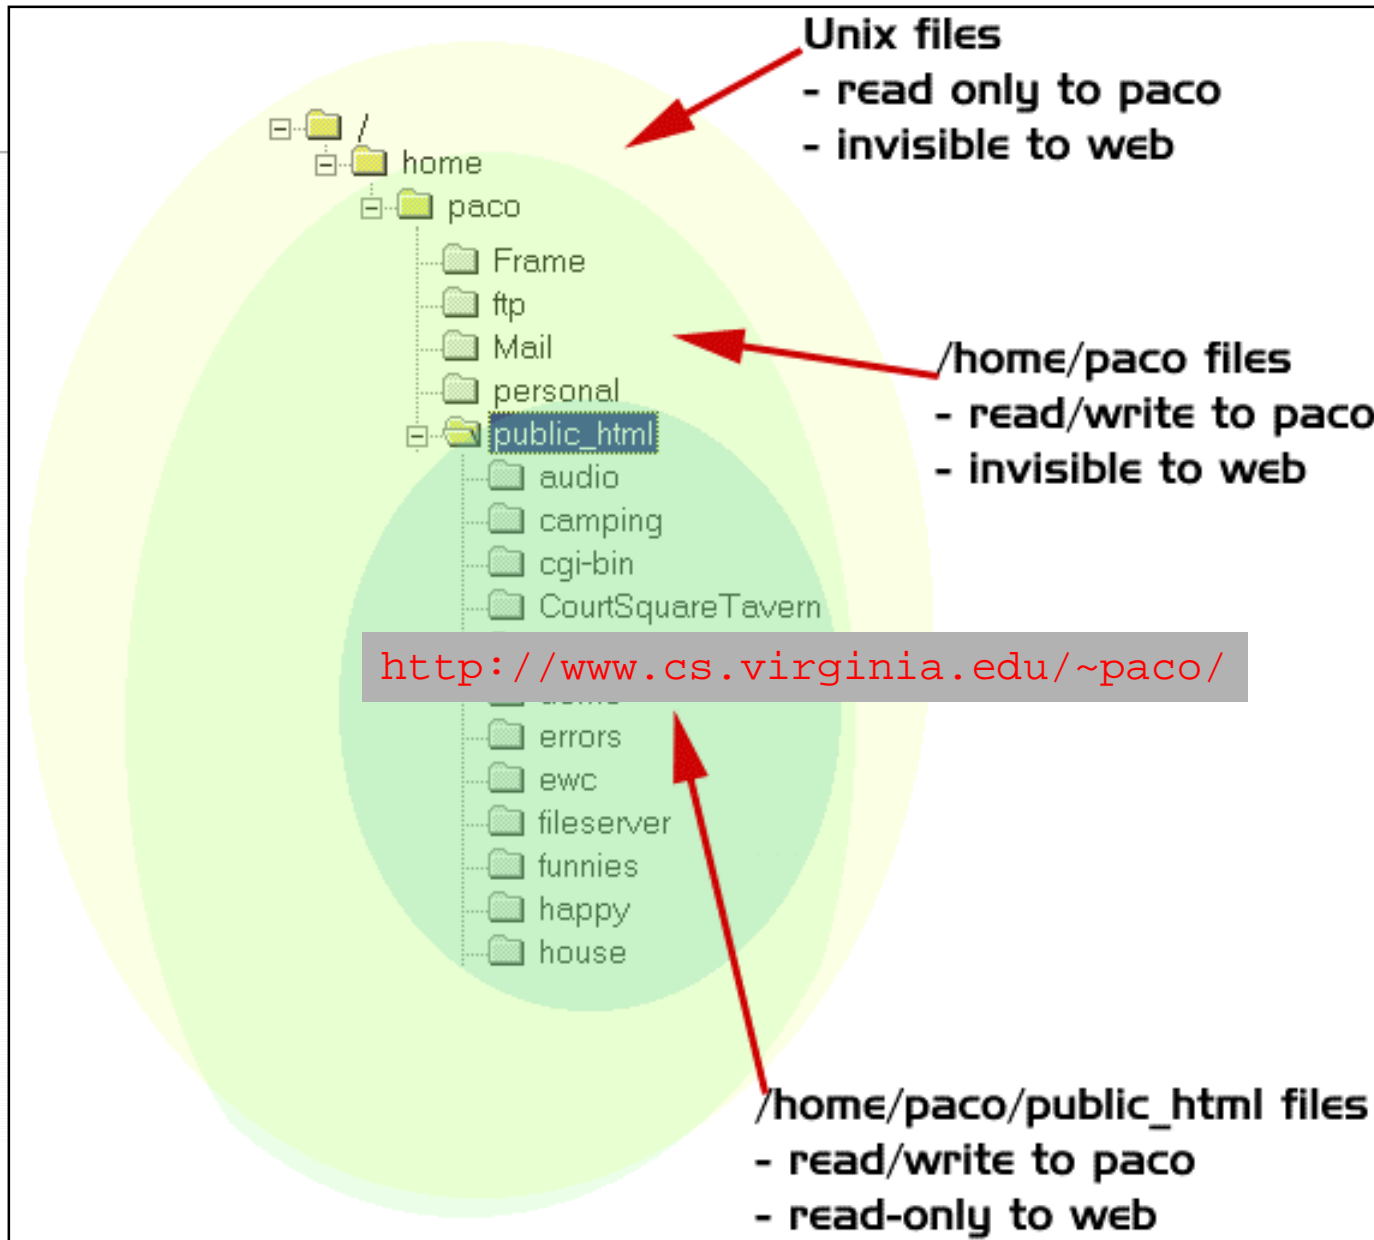 Unix files
- read only to paco
- invisible to web
/
home
paco
Frame
ftp
Mail
personal
/home/paco files
- read/write to paco
- invisible to web
public_html
audio
camping
cgi-bin
CourtSquareTavern
http://www.cs.virginia.edu/~paco/
errors
ewc
fileserver
funnies
happy
house
/home/paco/public_html files
- read/write to paco
- read-only to web